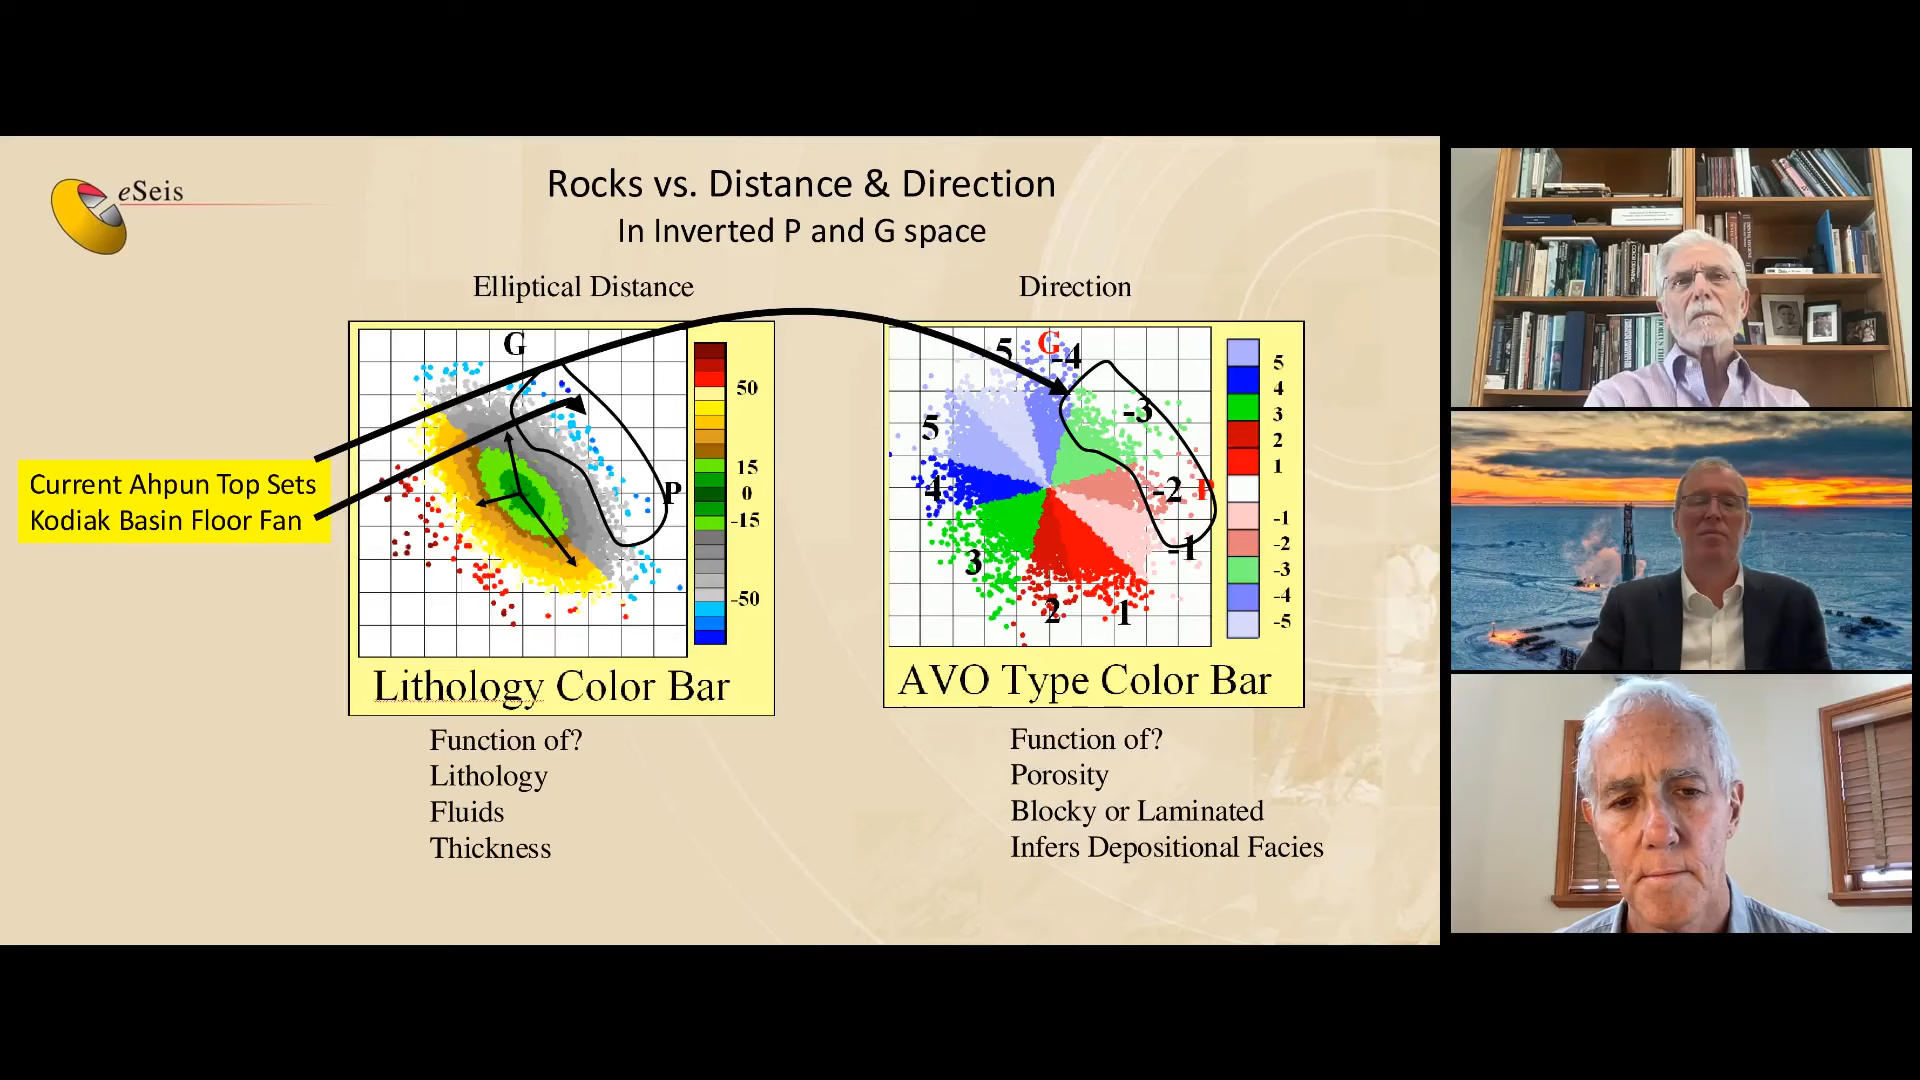 eSeis
Rocks vs. Distance & Direction
In Inverted P and G space
Elliptical Distance
Direction
Current Ahpun Top Sets
Kodiak Basin Floor Fan
G
P
50
15
0
-15
-50
Lithology Color Bar
Function of?
Lithology
Fluids
Thickness
G
5
-4
-3
5
4
-2
P
3
-1
2
1
5
4
3
2
1
-1
-2
-3
-4
-5
AVO Type Color Bar
Function of?
Porosity
Blocky or Laminated
Infers Depositional Facies